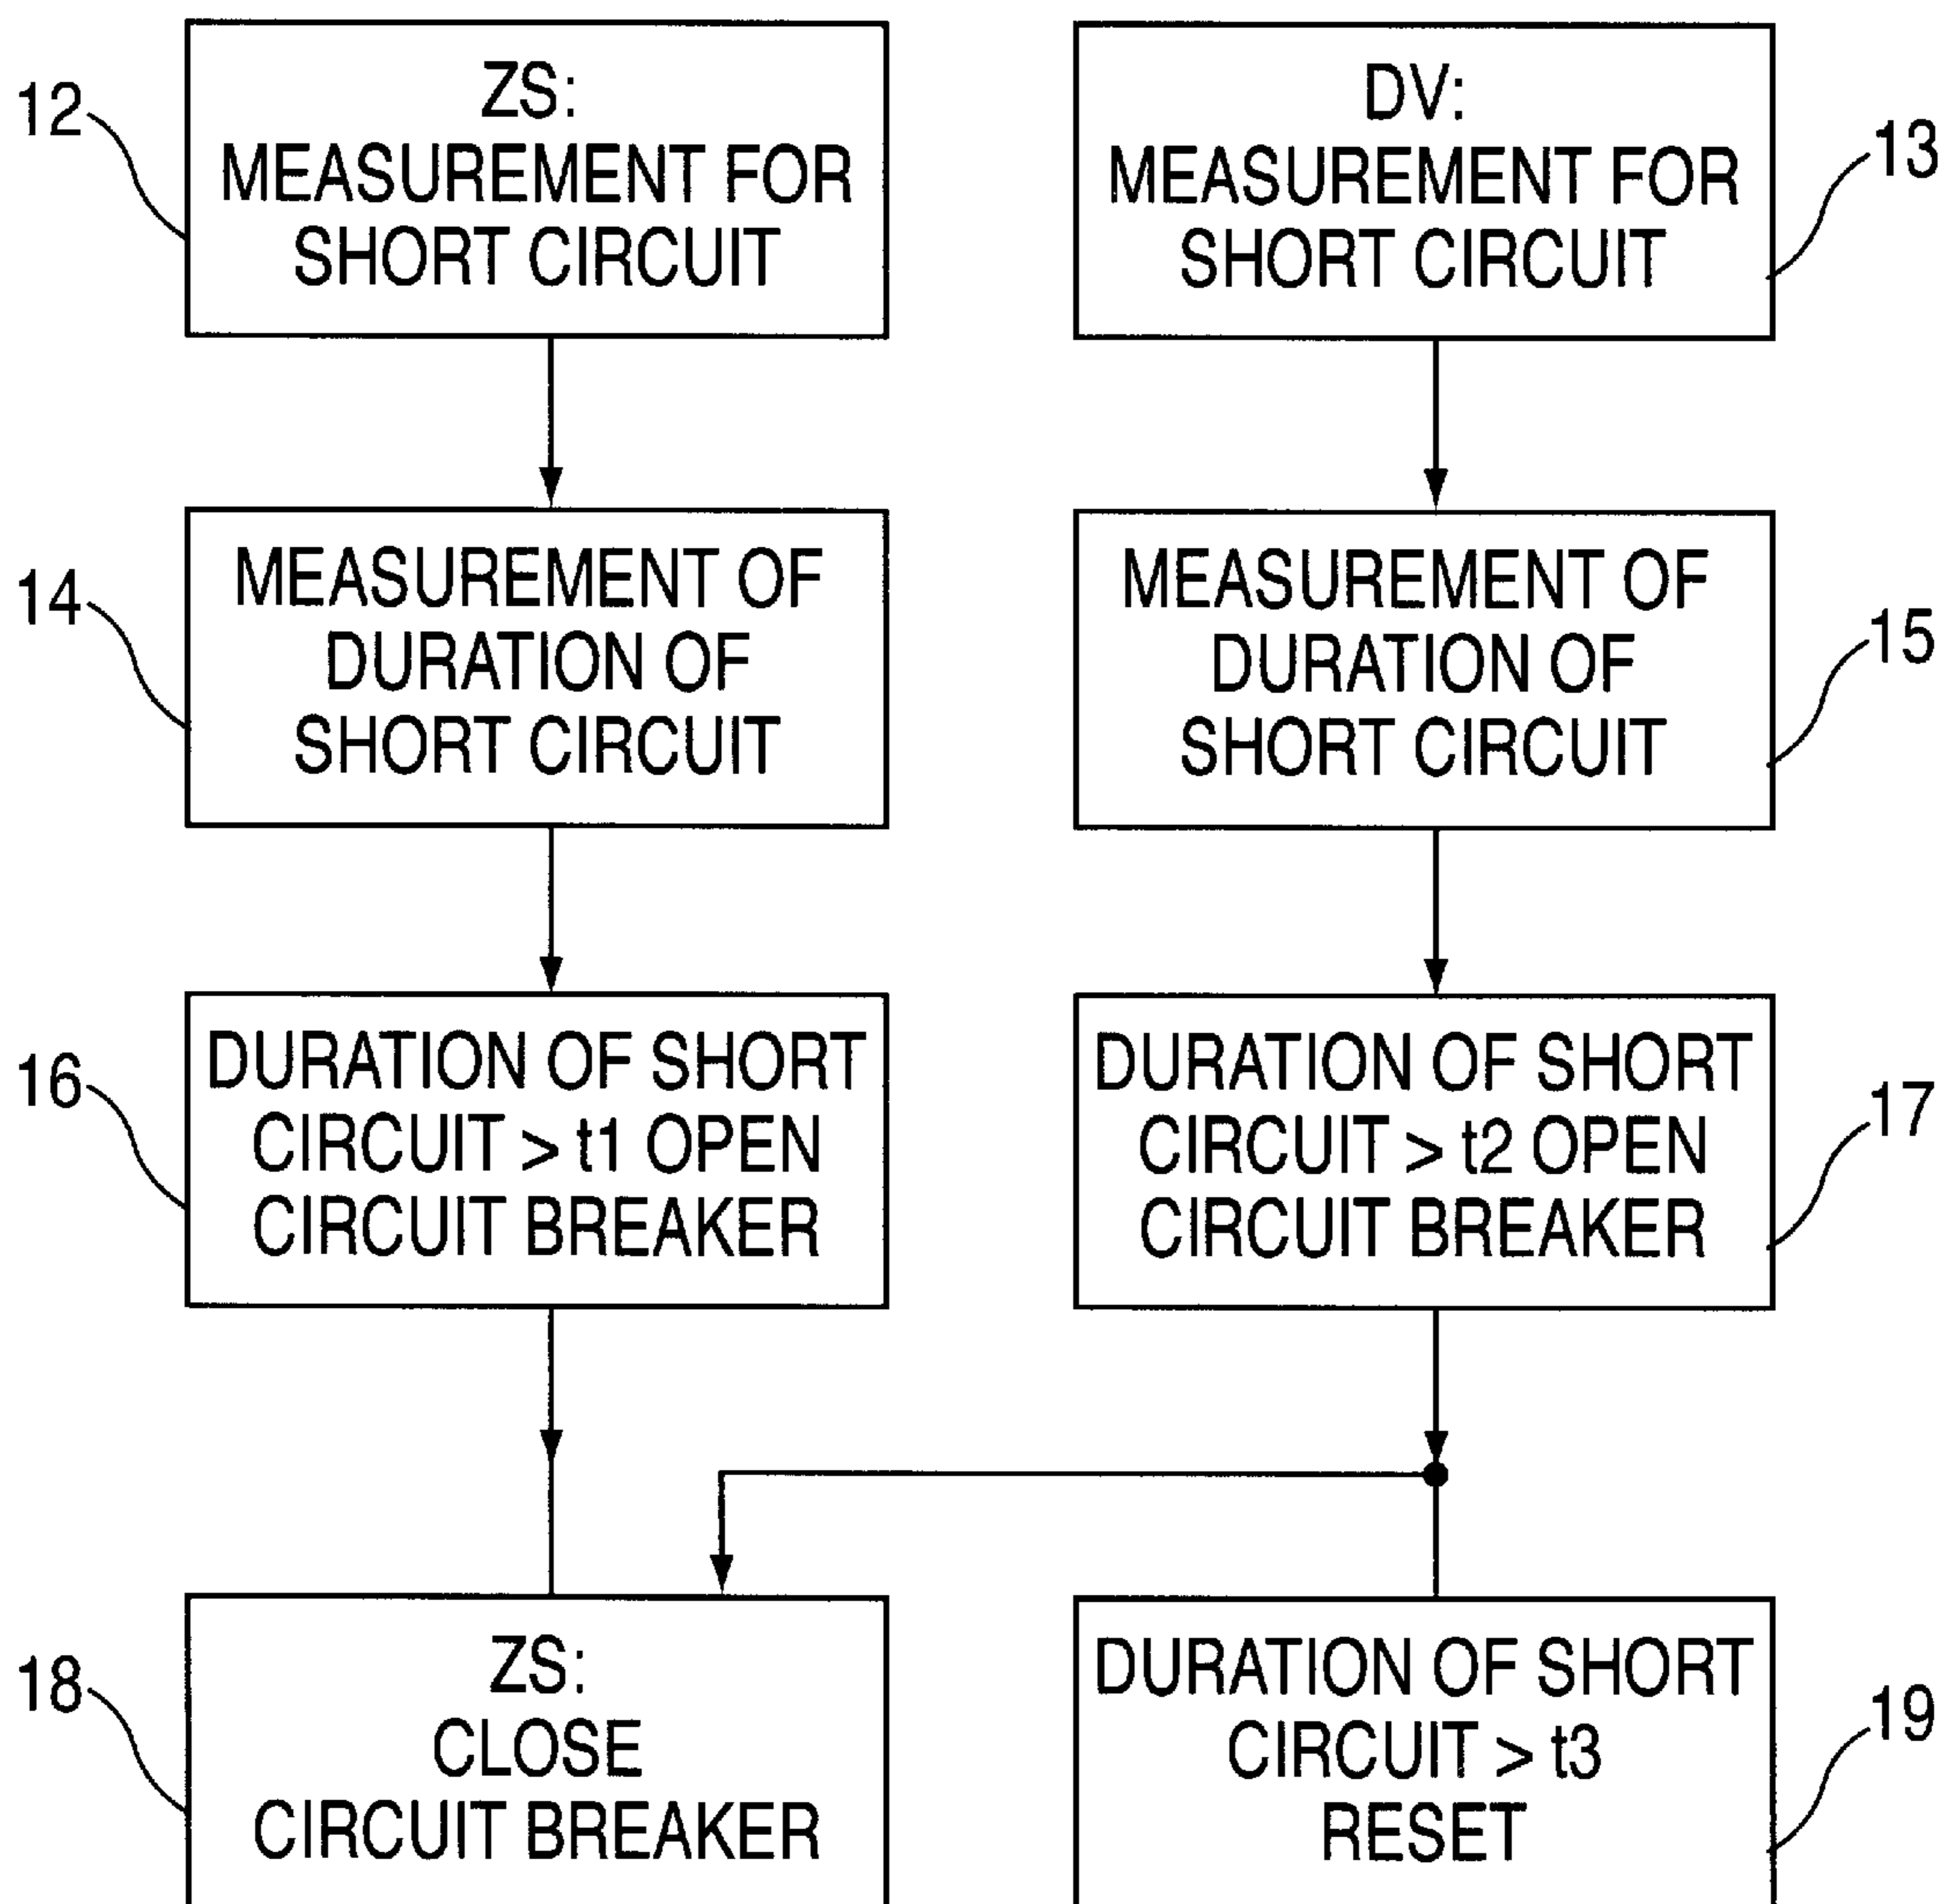 12
ZS:
MEASUREMENT FOR
SHORT CIRCUIT
DV:
MEASUREMENT FOR
SHORT CIRCUIT
13
14
MEASUREMENT OF
DURATION OF
SHORT CIRCUIT
MEASUREMENT OF
DURATION OF
SHORT CIRCUIT
15
16
DURATION OF SHORT
CIRCUIT > t1 OPEN
CIRCUIT BREAKER
DURATION OF SHORT
CIRCUIT > t2 OPEN
CIRCUIT BREAKER
17
18
ZS:
CLOSE
CIRCUIT BREAKER
DURATION OF SHORT
CIRCUIT > t3
RESET
19